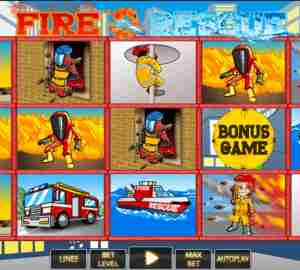 FIRE & RESCUE
BONUS
GAME
RESCUE
LINES
BET
LEVEL
MAX
BET
AUTOPLAY